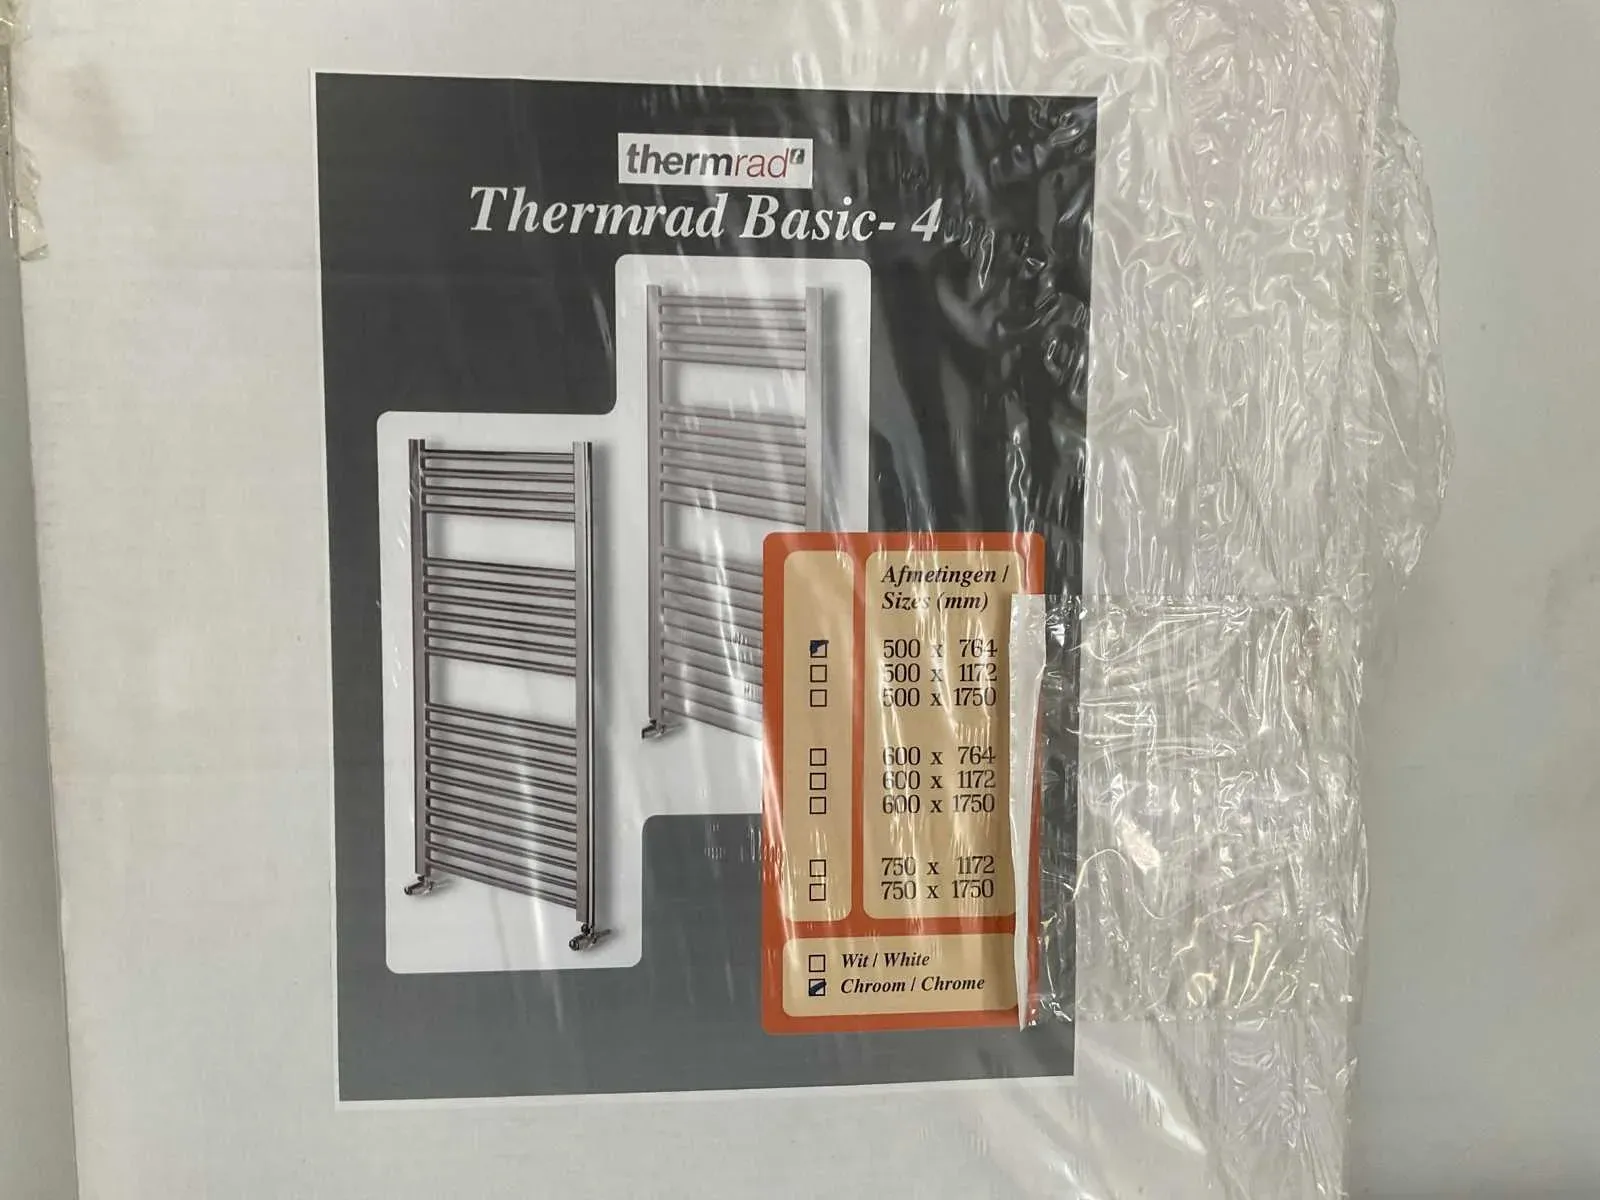 thermrad
Thermrad Basic- 4
Afmetingen /
Sizes (mm)
500 x 764
500 x 1172
500 x 1750
600 x 764
600 x 1172
600 x 1750
750 x 1172
750 x 1750
Wit / White
Chroom / Chrome